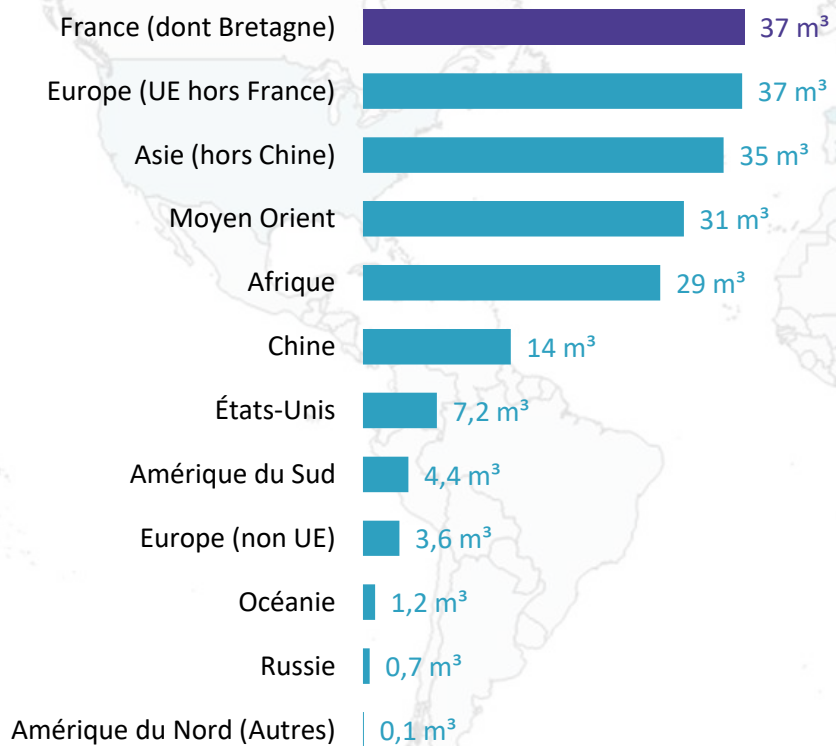 France (dont Bretagne) 37 m³
Europe (UE hors France) 37 m³
Asie (hors Chine) 35 m³
Moyen Orient 31 m³
Afrique 29 m³
Chine 14 m³
États-Unis 7,2 m³
Amérique du Sud 4,4 m³
Europe (non UE) 3,6 m³
Océanie 1,2 m³
Russie 0,7 m³
Amérique du Nord (Autres) 0,1 m³